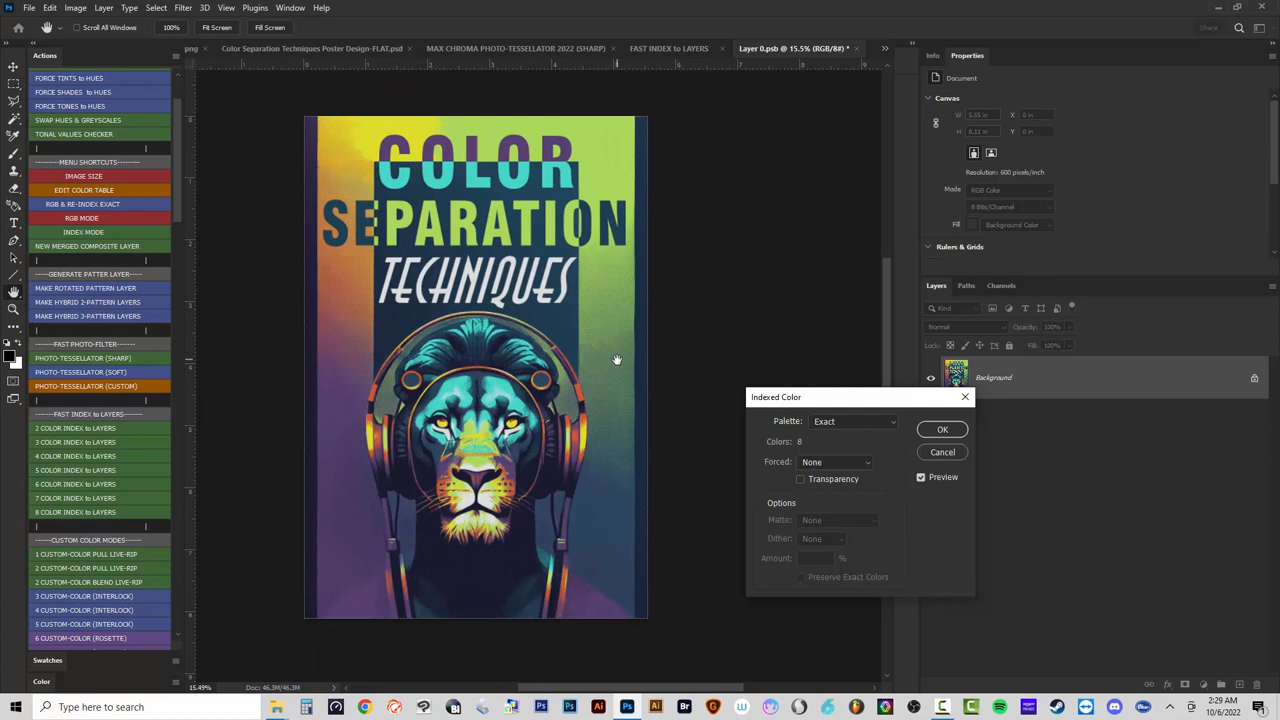 Ps File Edit Image Layer Type Select Filter 3D View Plugins Window Help
Scroll All Windows 100% Fit Screen Fill Screen Share
.png × Color Separation Techniques Poster Design-FLAT.psd × MAX CHROMA PHOTO-TESSELLATOR 2022 (SHARP) × FAST INDEX to LAYERS × Layer 0.psb @ 15.5% (RGB/8#) * ×
Actions
FORCE TINTS to HUES
FORCE SHADES to HUES
FORCE TONES to HUES
SWAP HUES & GREYSCALES
TONAL VALUES CHECKER
| |
---------MENU SHORTCUTS--------
IMAGE SIZE
EDIT COLOR TABLE
RGB & RE-INDEX EXACT
RGB MODE
INDEX MODE
NEW MERGED COMPOSITE LAYER
| |
-----GENERATE PATTER LAYER-----
MAKE ROTATED PATTERN LAYER
MAKE HYBRID 2-PATTERN LAYERS
MAKE HYBRID 3-PATTERN LAYERS
| |
-------FAST PHOTO-FILTER-------
PHOTO-TESSELLATOR (SHARP)
PHOTO-TESSELLATOR (SOFT)
PHOTO-TESSELLATOR (CUSTOM)
| |
------FAST INDEX to LAYERS------
2 COLOR INDEX to LAYERS
3 COLOR INDEX to LAYERS
4 COLOR INDEX to LAYERS
5 COLOR INDEX to LAYERS
6 COLOR INDEX to LAYERS
7 COLOR INDEX to LAYERS
8 COLOR INDEX to LAYERS
| |
-----CUSTOM COLOR MODES------
1 CUSTOM-COLOR PULL LIVE-RIP
2 CUSTOM-COLOR PULL LIVE-RIP
2 CUSTOM-COLOR BLEND LIVE-RIP
3 CUSTOM-COLOR (INTERLOCK)
4 CUSTOM-COLOR (INTERLOCK)
5 CUSTOM-COLOR (INTERLOCK)
6 CUSTOM-COLOR (ROSETTE)
Swatches
Color
COLOR
SEPARATION
TECHNIQUES
15.49% Doc: 46.3M/46.3M
Indexed Color
Palette: Exact
Colors: 8
Forced: None
Transparency
Options
Matte: None
Dither: None
Amount: %
Preserve Exact Colors
OK
Cancel
Preview
Info Properties
Document
Canvas
W: 5.55 in X: 0 in
H: 8.11 in Y: 0 in
Resolution: 600 pixels/inch
Mode RGB Color
8 Bits/Channel
Fill Background Color
Rulers & Grids
Layers Paths Channels
Kind
Normal Opacity: 100%
Lock: Fill: 100%
Background
Type here to search
2:29 AM
10/6/2022